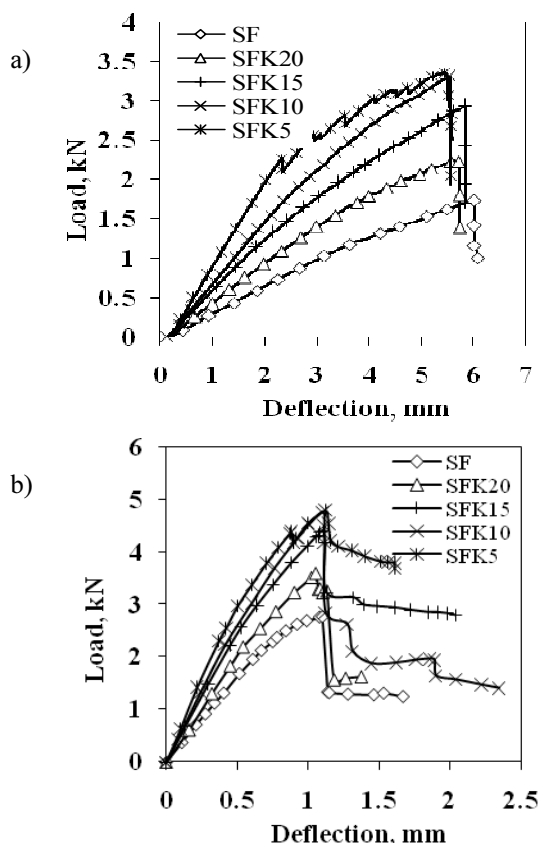 a)
Load, kN
4
3.5
3
2.5
2
1.5
1
0.5
0
SF
SFK20
SFK15
SFK10
SFK5
0 1 2 3 4 5 6 7
Deflection, mm
b)
Load, kN
6
5
4
3
2
1
0
SF
SFK20
SFK15
SFK10
SFK5
0 0.5 1 1.5 2 2.5
Deflection, mm